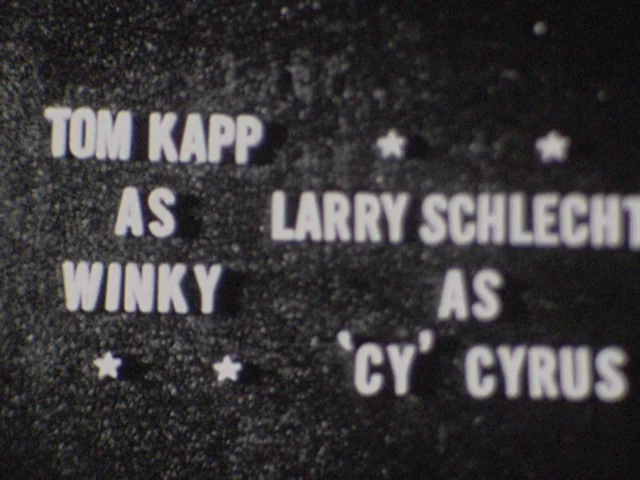 TOM KAPP
AS
WINKY
LARRY SCHLECHT
AS
'CY' CYRUS